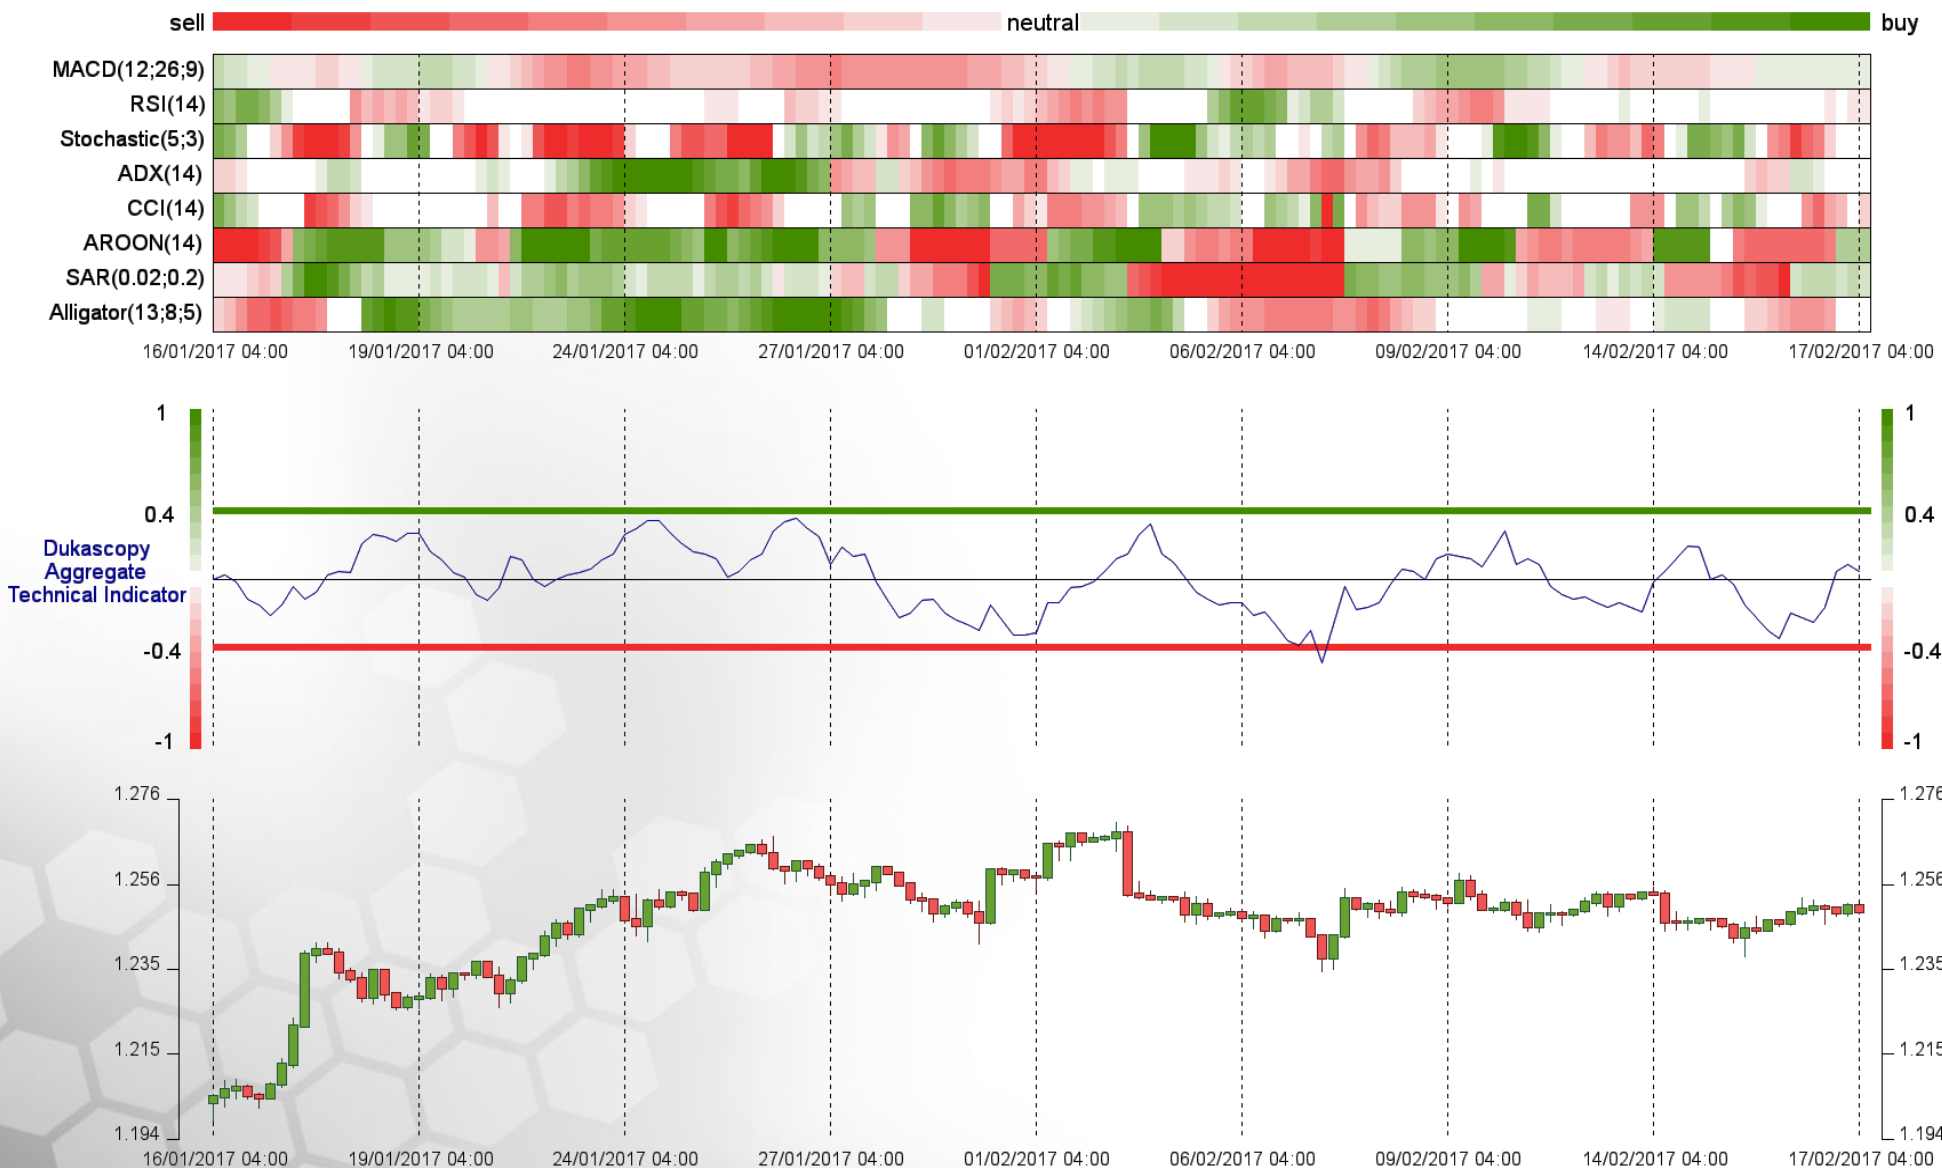 sell neutral buy
MACD(12;26;9)
RSI(14)
Stochastic(5;3)
ADX(14)
CCI(14)
AROON(14)
SAR(0.02;0.2)
Alligator(13;8;5)
16/01/2017 04:00 19/01/2017 04:00 24/01/2017 04:00 27/01/2017 04:00 01/02/2017 04:00 06/02/2017 04:00 09/02/2017 04:00 14/02/2017 04:00 17/02/2017 04:00
1 1
0.4 0.4
Dukascopy
Aggregate
Technical Indicator
-0.4 -0.4
-1 -1
1.276 1.276
1.256 1.256
1.235 1.235
1.215 1.215
1.194 1.194
16/01/2017 04:00 19/01/2017 04:00 24/01/2017 04:00 27/01/2017 04:00 01/02/2017 04:00 06/02/2017 04:00 09/02/2017 04:00 14/02/2017 04:00 17/02/2017 04:00